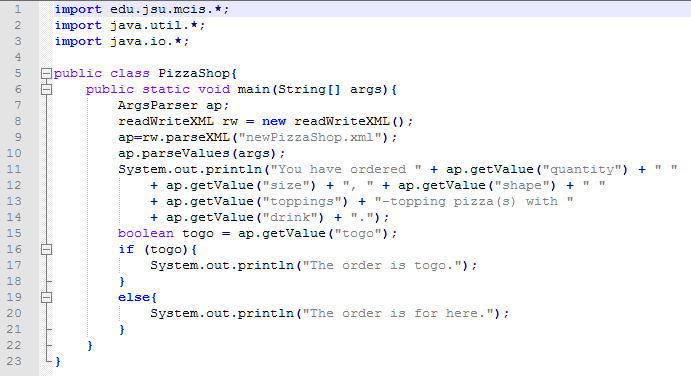 1 import edu.jsu.mcis.*;
2 import java.util.*;
3 import java.io.*;
4
5 public class PizzaShop{
6     public static void main(String[] args){
7         ArgsParser ap;
8         readWriteXML rw = new readWriteXML();
9         ap=rw.parseXML("newPizzaShop.xml");
10         ap.parseValues(args);
11         System.out.println("You have ordered " + ap.getValue("quantity") + " "
12             + ap.getValue("size") + ", " + ap.getValue("shape") + " "
13             + ap.getValue("toppings") + "-topping pizza(s) with "
14             + ap.getValue("drink") + ".");
15         boolean togo = ap.getValue("togo");
16         if (togo){
17             System.out.println("The order is togo.");
18         }
19         else{
20             System.out.println("The order is for here.");
21         }
22     }
23 }